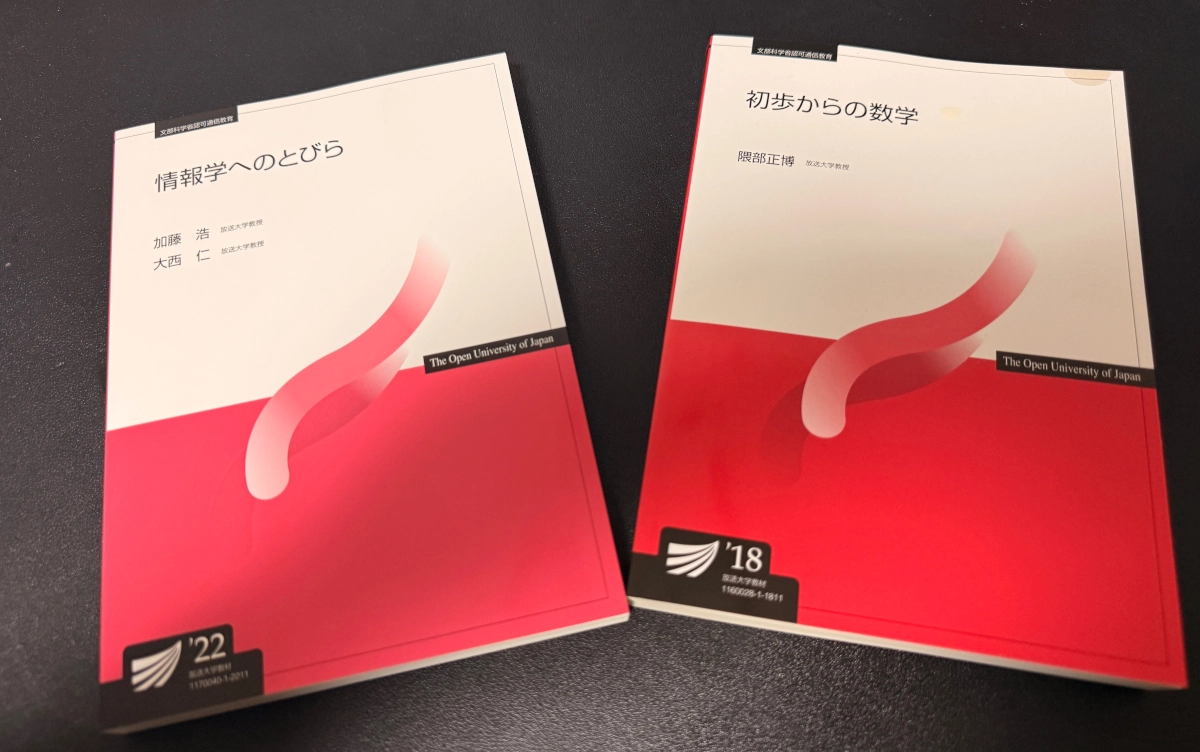 文部科学省認可通信教育
情報学へのとびら
加藤 浩 放送大学教授
大西 仁 放送大学教授
The Open University of Japan
'22
放送大学教材
1170040-1-2211
文部科学省認可通信教育
初歩からの数学
隈部正博 放送大学教授
The Open University of Japan
'18
放送大学教材
1160028-1-1811